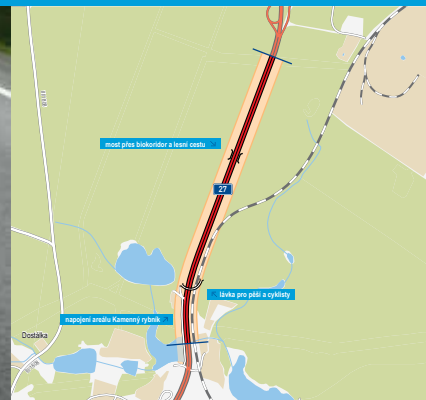 most přes biokoridor a lesní cestu
27
lávka pro pěší a cyklisty
napojení areálu Kamenný rybník
Dostálka